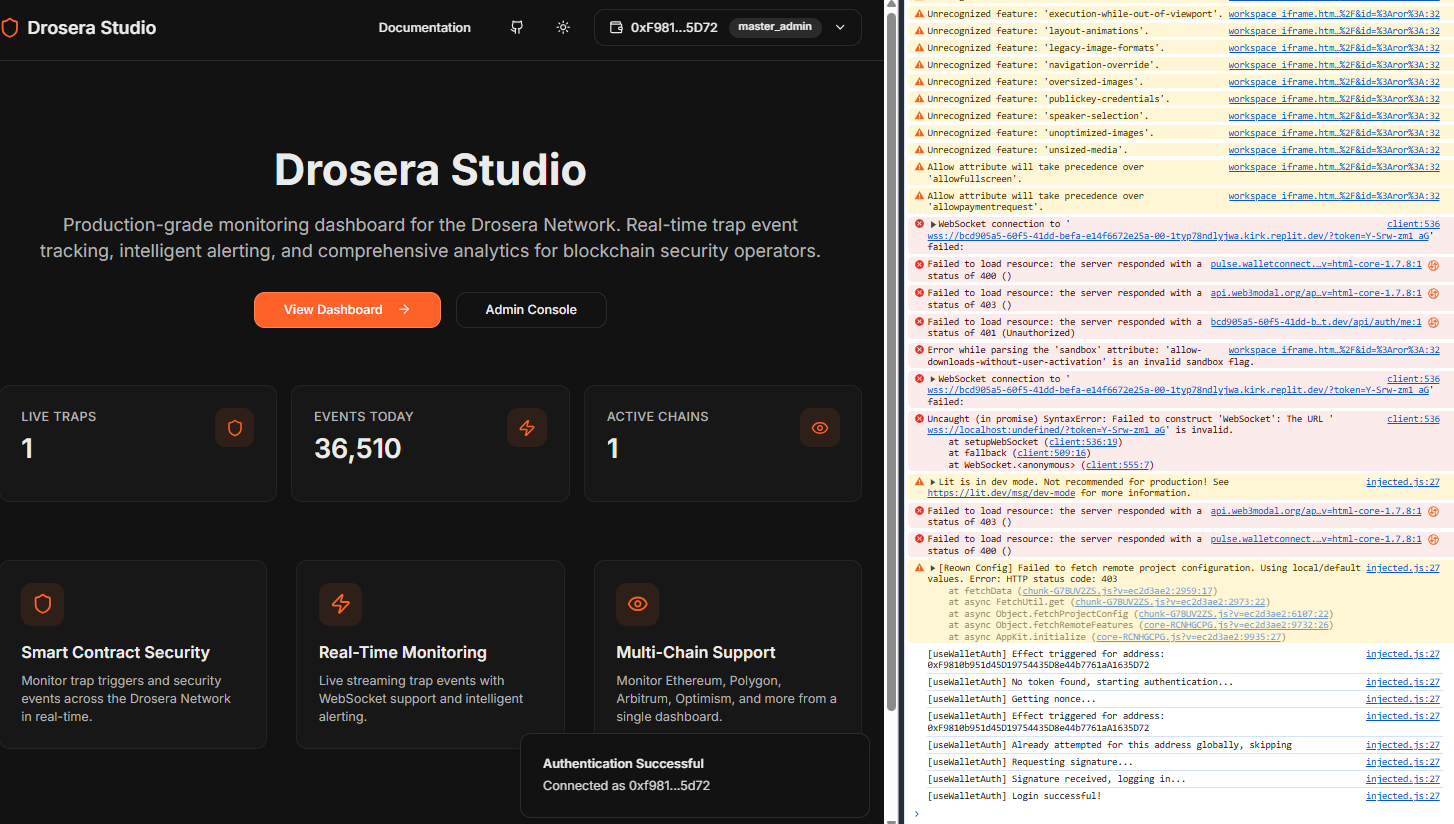 Drosera Studio
Documentation
0xF981...5D72
master_admin
Drosera Studio
Production-grade monitoring dashboard for the Drosera Network. Real-time trap event
tracking, intelligent alerting, and comprehensive analytics for blockchain security operators.
View Dashboard →
Admin Console
LIVE TRAPS
1
EVENTS TODAY
36,510
ACTIVE CHAINS
1
Smart Contract Security
Monitor trap triggers and security
events across the Drosera Network
in real-time.
Real-Time Monitoring
Live streaming trap events with
WebSocket support and intelligent
alerting.
Multi-Chain Support
Monitor Ethereum, Polygon,
Arbitrum, Optimism, and more from a
single dashboard.
Authentication Successful
Connected as 0xf981...5d72
Unrecognized feature: 'execution-while-out-of-viewport'. workspace_iframe.htm…%2F&id=%3Aror%3A:32
Unrecognized feature: 'layout-animations'. workspace_iframe.htm…%2F&id=%3Aror%3A:32
Unrecognized feature: 'legacy-image-formats'. workspace_iframe.htm…%2F&id=%3Aror%3A:32
Unrecognized feature: 'navigation-override'. workspace_iframe.htm…%2F&id=%3Aror%3A:32
Unrecognized feature: 'oversized-images'. workspace_iframe.htm…%2F&id=%3Aror%3A:32
Unrecognized feature: 'publickey-credentials'. workspace_iframe.htm…%2F&id=%3Aror%3A:32
Unrecognized feature: 'speaker-selection'. workspace_iframe.htm…%2F&id=%3Aror%3A:32
Unrecognized feature: 'unoptimized-images'. workspace_iframe.htm…%2F&id=%3Aror%3A:32
Unrecognized feature: 'unsized-media'. workspace_iframe.htm…%2F&id=%3Aror%3A:32
Allow attribute will take precedence over workspace_iframe.htm…%2F&id=%3Aror%3A:32
'allowfullscreen'.
Allow attribute will take precedence over workspace_iframe.htm…%2F&id=%3Aror%3A:32
'allowpaymentrequest'.
WebSocket connection to ' client:536
wss://bcd905a5-60f5-41dd-befa-e14f6672e25a-00-1typ78ndlyjwa.kirk.replit.dev/?token=Y-Srw-zm1_aG'
failed:
Failed to load resource: the server responded with a pulse.walletconnect.…v=html-core-1.7.8:1
status of 400 ()
Failed to load resource: the server responded with a api.web3modal.org/ap…v=html-core-1.7.8:1
status of 403 ()
Failed to load resource: the server responded with a bcd905a5-60f5-41dd-b…t.dev/api/auth/me:1
status of 401 (Unauthorized)
Error while parsing the 'sandbox' attribute: 'allow- workspace_iframe.htm…%2F&id=%3Aror%3A:32
downloads-without-user-activation' is an invalid sandbox flag.
WebSocket connection to ' client:536
wss://bcd905a5-60f5-41dd-befa-e14f6672e25a-00-1typ78ndlyjwa.kirk.replit.dev/?token=Y-Srw-zm1_aG'
failed:
Uncaught (in promise) SyntaxError: Failed to construct 'WebSocket': The URL ' client:536
wss://localhost:undefined/?token=Y-Srw-zm1_aG' is invalid.
at setupWebSocket (client:536:19)
at fallback (client:509:16)
at WebSocket.<anonymous> (client:555:7)
Lit is in dev mode. Not recommended for production! See injected.js:27
https://lit.dev/msg/dev-mode for more information.
Failed to load resource: the server responded with a api.web3modal.org/ap…v=html-core-1.7.8:1
status of 403 ()
Failed to load resource: the server responded with a pulse.walletconnect.…v=html-core-1.7.8:1
status of 400 ()
[Reown Config] Failed to fetch remote project configuration. Using local/default injected.js:27
values. Error: HTTP status code: 403
at fetchData (chunk-G7BUV2ZS.js?v=ec2d3ae2:2959:17)
at async FetchUtil.get (chunk-G7BUV2ZS.js?v=ec2d3ae2:2973:22)
at async Object.fetchProjectConfig (chunk-G7BUV2ZS.js?v=ec2d3ae2:6107:22)
at async Object.fetchRemoteFeatures (core-RCNHGCPG.js?v=ec2d3ae2:9732:26)
at async AppKit.initialize (core-RCNHGCPG.js?v=ec2d3ae2:9935:27)
[useWalletAuth] Effect triggered for address: injected.js:27
0xF9810b951d45D19754435D8e44b7761aA1635D72
[useWalletAuth] No token found, starting authentication... injected.js:27
[useWalletAuth] Getting nonce... injected.js:27
[useWalletAuth] Effect triggered for address: injected.js:27
0xF9810b951d45D19754435D8e44b7761aA1635D72
[useWalletAuth] Already attempted for this address globally, skipping injected.js:27
[useWalletAuth] Requesting signature... injected.js:27
[useWalletAuth] Signature received, logging in... injected.js:27
[useWalletAuth] Login successful! injected.js:27